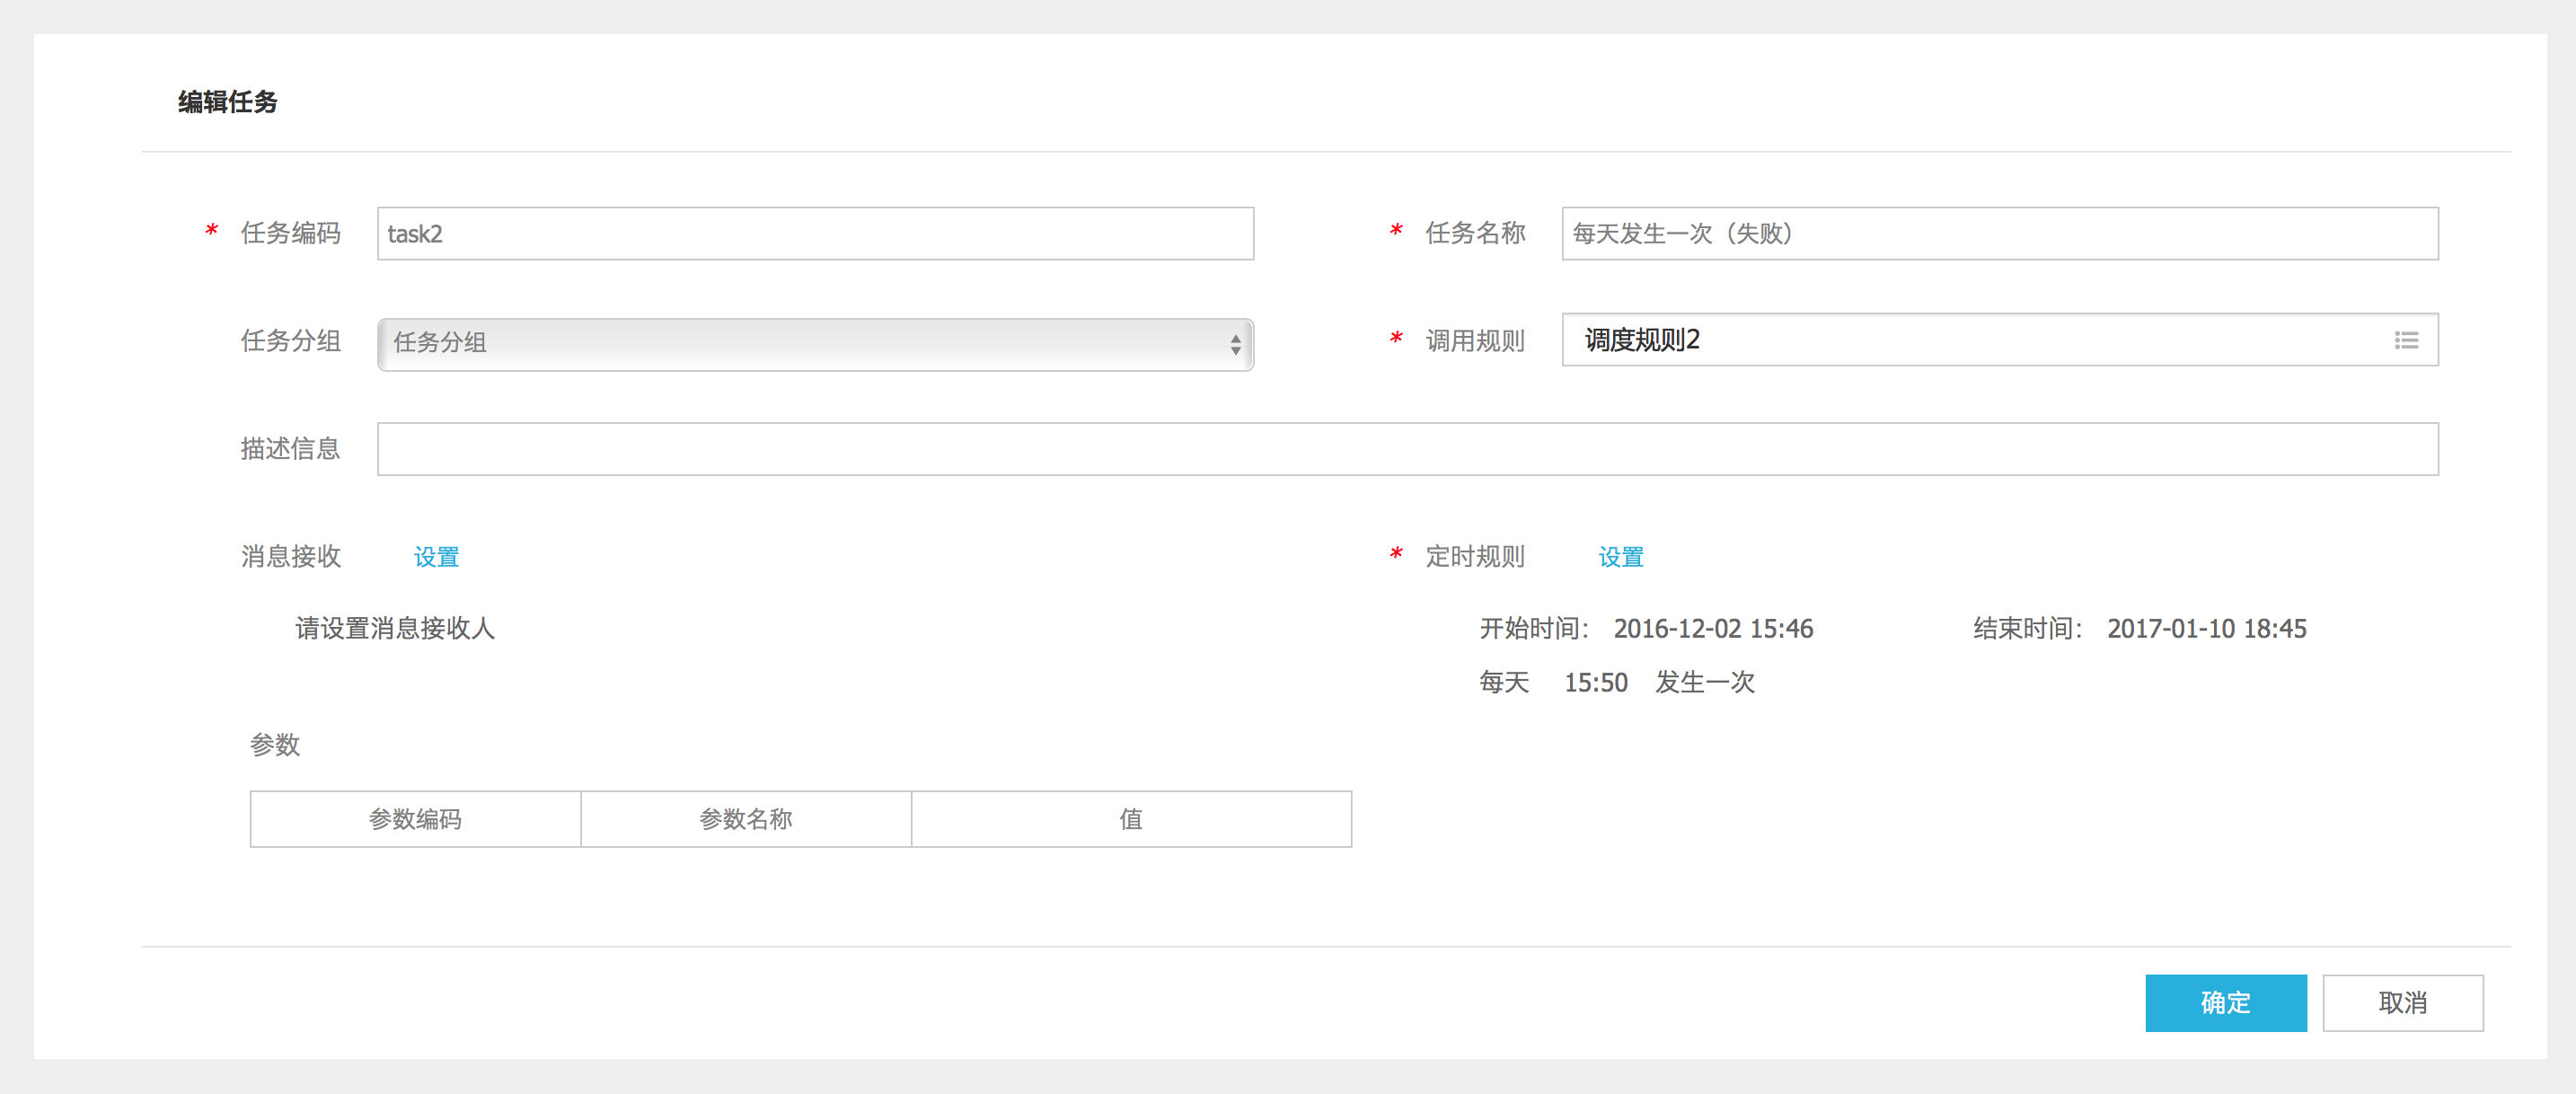 编辑任务
* 任务编码 task2 * 任务名称 每天发生一次（失败）
任务分组 任务分组 * 调用规则 调度规则2
描述信息
消息接收 设置 * 定时规则 设置
请设置消息接收人 开始时间： 2016-12-02 15:46 结束时间： 2017-01-10 18:45
每天 15:50 发生一次
参数
参数编码 参数名称 值
确定 取消